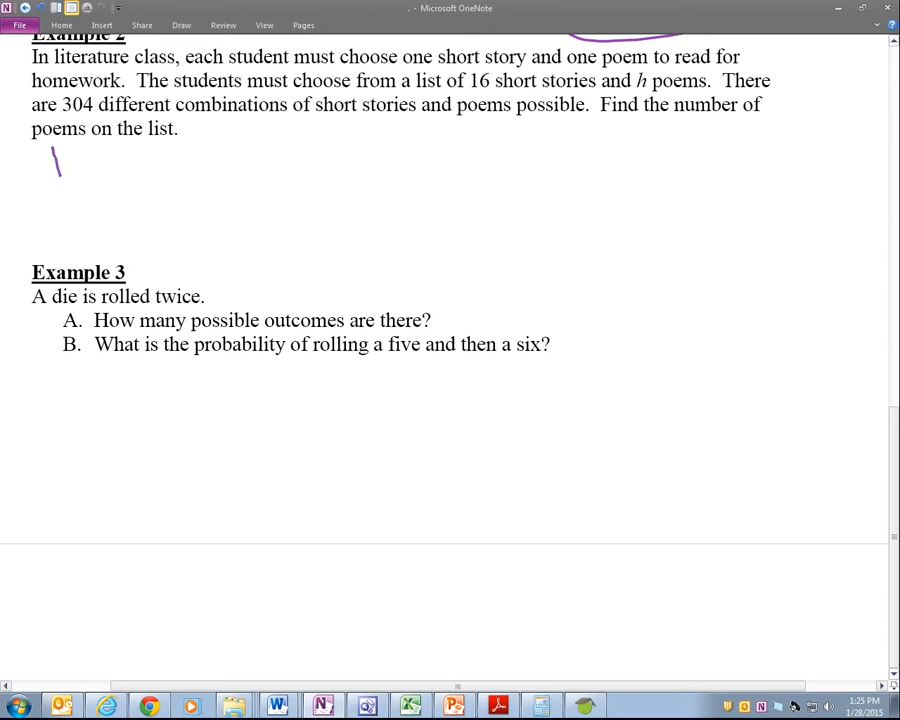 . - Microsoft OneNote
File Home Insert Share Draw View Review Pages
Example 2
In literature class, each student must choose one short story and one poem to read for
homework. The students must choose from a list of 16 short stories and h poems. There
are 304 different combinations of short stories and poems possible. Find the number of
poems on the list.
Example 3
A die is rolled twice.
A. How many possible outcomes are there?
B. What is the probability of rolling a five and then a six?
1:25 PM
1/28/2015